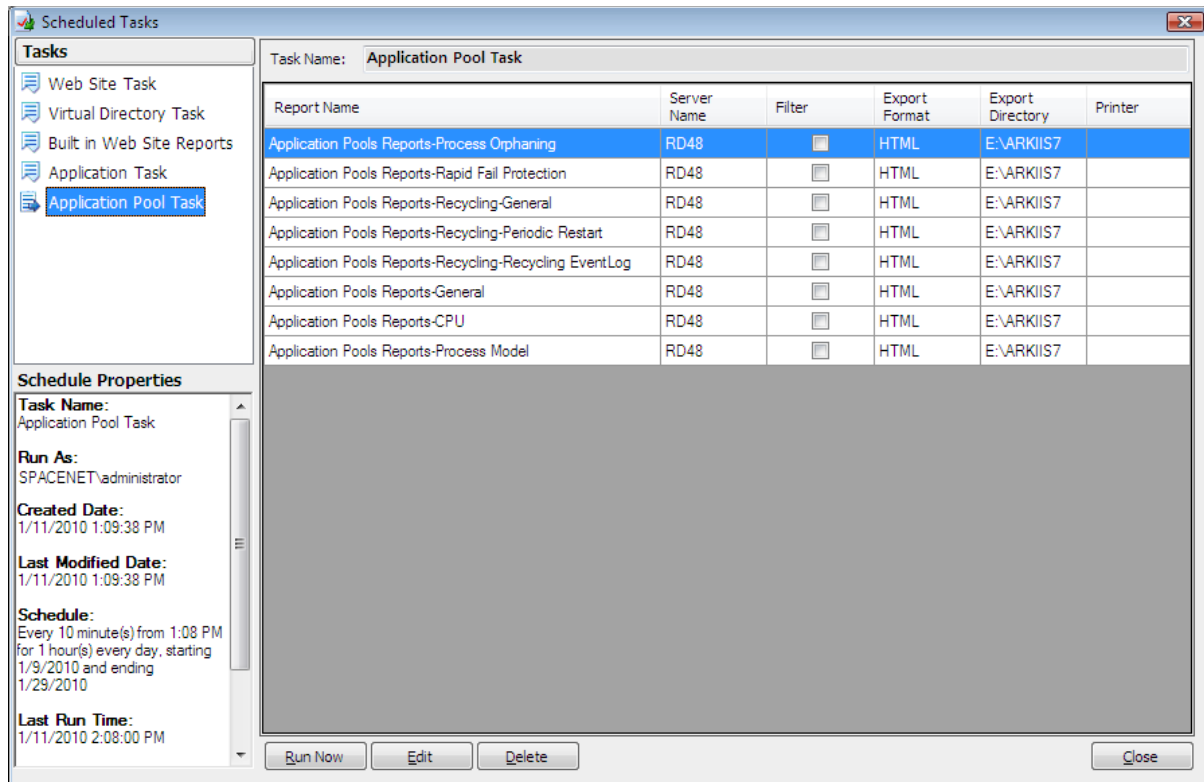 Scheduled Tasks
Tasks
Web Site Task
Virtual Directory Task
Built in Web Site Reports
Application Task
Application Pool Task
Schedule Properties
Task Name:
Application Pool Task
Run As:
SPACENET\administrator
Created Date:
1/11/2010 1:09:38 PM
Last Modified Date:
1/11/2010 1:09:38 PM
Schedule:
Every 10 minute(s) from 1:08 PM
for 1 hour(s) every day, starting
1/9/2010 and ending
1/29/2010
Last Run Time:
1/11/2010 2:08:00 PM
Task Name: Application Pool Task
Report Name Server Name Filter Export Format Export Directory Printer
Application Pools Reports-Process Orphaning RD48 HTML E:\ARKIIS7
Application Pools Reports-Rapid Fail Protection RD48 HTML E:\ARKIIS7
Application Pools Reports-Recycling-General RD48 HTML E:\ARKIIS7
Application Pools Reports-Recycling-Periodic Restart RD48 HTML E:\ARKIIS7
Application Pools Reports-Recycling-Recycling EventLog RD48 HTML E:\ARKIIS7
Application Pools Reports-General RD48 HTML E:\ARKIIS7
Application Pools Reports-CPU RD48 HTML E:\ARKIIS7
Application Pools Reports-Process Model RD48 HTML E:\ARKIIS7
Run Now Edit Delete Close